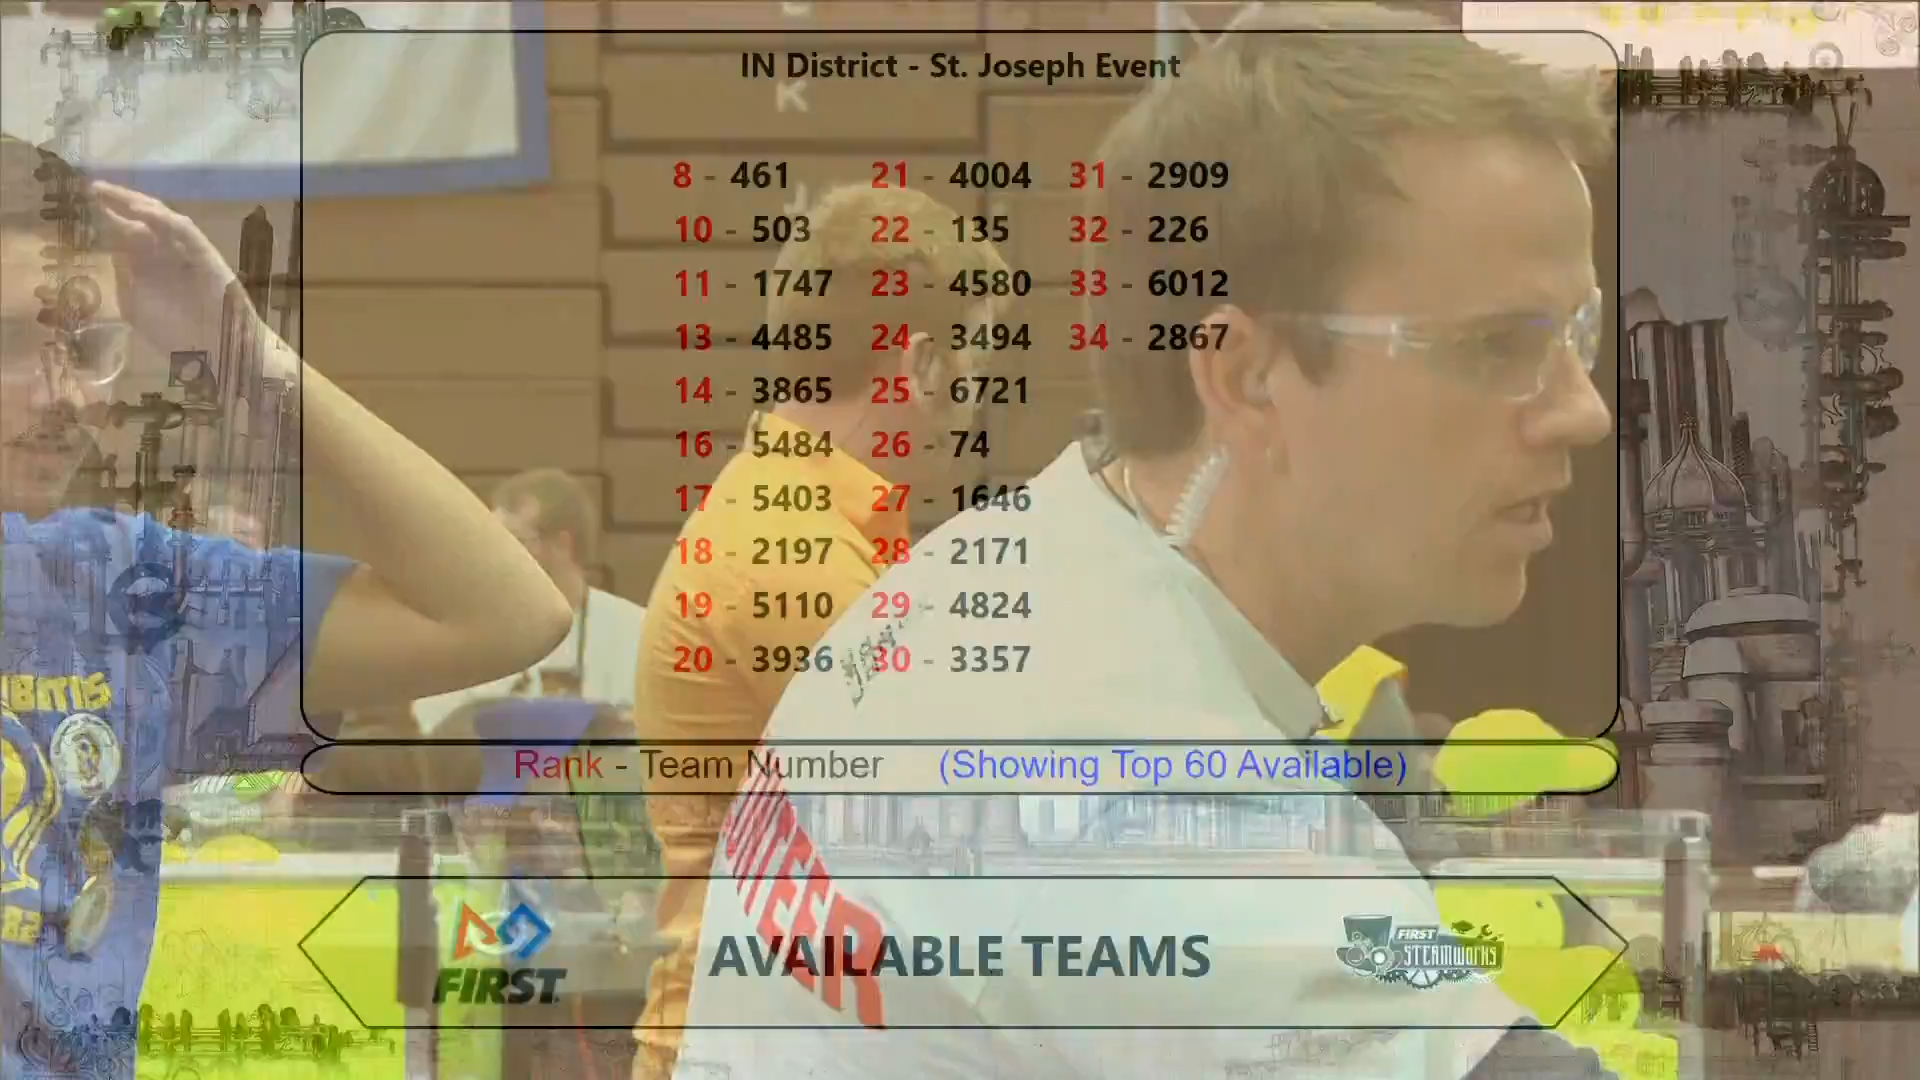 IN District - St. Joseph Event
K
8 - 461 21 - 4004 31 - 2909
10 - 503 22 - 135 32 - 226
11 - 1747 23 - 4580 33 - 6012
13 - 4485 24 - 3494 34 - 2867
14 - 3865 25 - 6721
16 - 5484 26 - 74
17 - 5403 27 - 1646
18 - 2197 28 - 2171
19 - 5110 29 - 4824
20 - 3936 30 - 3357
Rank - Team Number (Showing Top 60 Available)
FIRST
AVAILABLE TEAMS
FIRST
STEAMWORKS